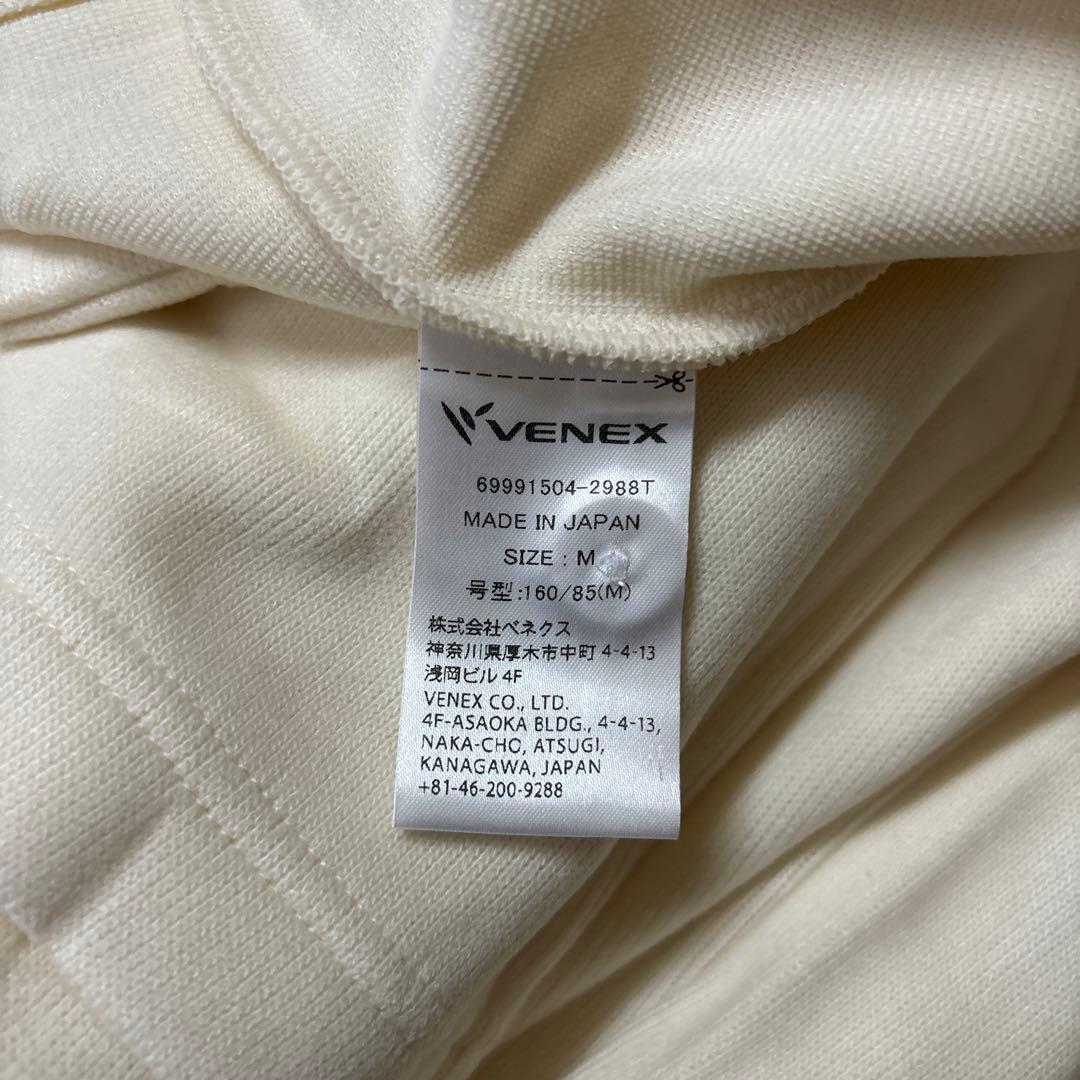 VENEX
69991504-2988T
MADE IN JAPAN
SIZE : M
号型:160/85(M)
株式会社ベネクス
神奈川県厚木市中町 4-4-13
浅岡ビル 4F
VENEX CO., LTD.
4F-ASAOKA BLDG., 4-4-13,
NAKA-CHO, ATSUGI,
KANAGAWA, JAPAN
+81-46-200-9288